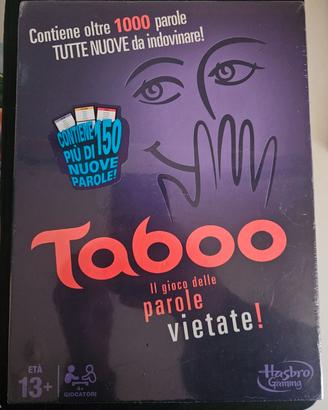 Contiene oltre 1000 parole
TUTTE NUOVE da indovinare!
CONTIENE
PIÙ DI 150
NUOVE
PAROLE!
Taboo
Il gioco delle
parole
vietate!
ETÀ
13+
4+
GIOCATORI
Hasbro
Gaming